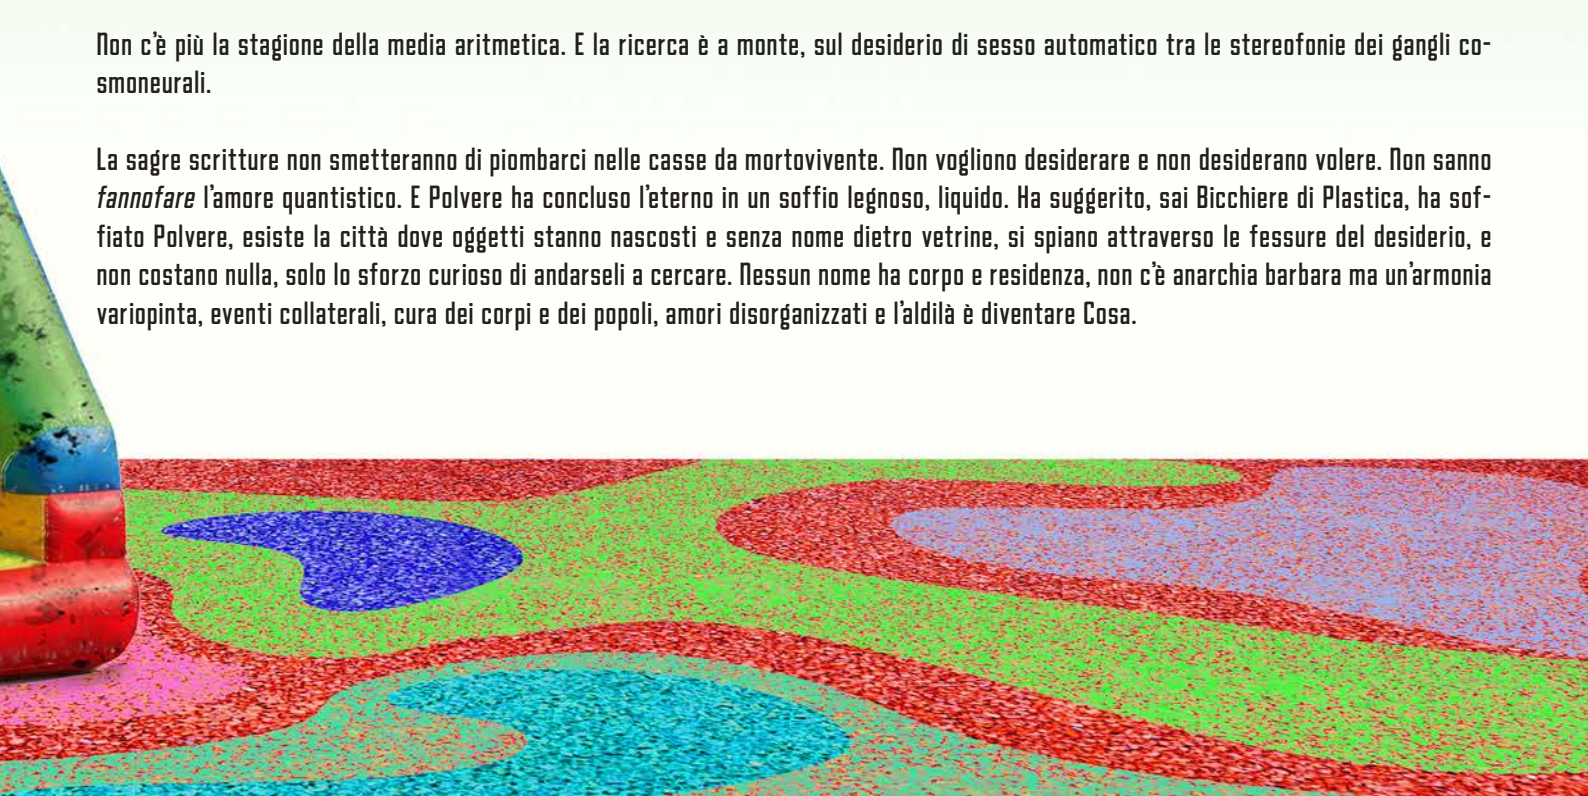 Non c'è più la stagione della media aritmetica. E la ricerca è a monte, sul desiderio di sesso automatico tra le stereofonie dei gangli co-
smoneurali.
La sagre scritture non smetteranno di piombarci nelle casse da mortovivente. Non vogliono desiderare e non desiderano volere. Non sanno
fannofare l'amore quantistico. E Polvere ha concluso l'eterno in un soffio legnoso, liquido. Ha suggerito, sai Bicchiere di Plastica, ha sof-
fiato Polvere, esiste la città dove oggetti stanno nascosti e senza nome dietro vetrine, si spiano attraverso le fessure del desiderio, e
non costano nulla, solo lo sforzo curioso di andarseli a cercare. Nessun nome ha corpo e residenza, non c'è anarchia barbara ma un'armonia
variopinta, eventi collaterali, cura dei corpi e dei popoli, amori disorganizzati e l'aldilà è diventare Cosa.